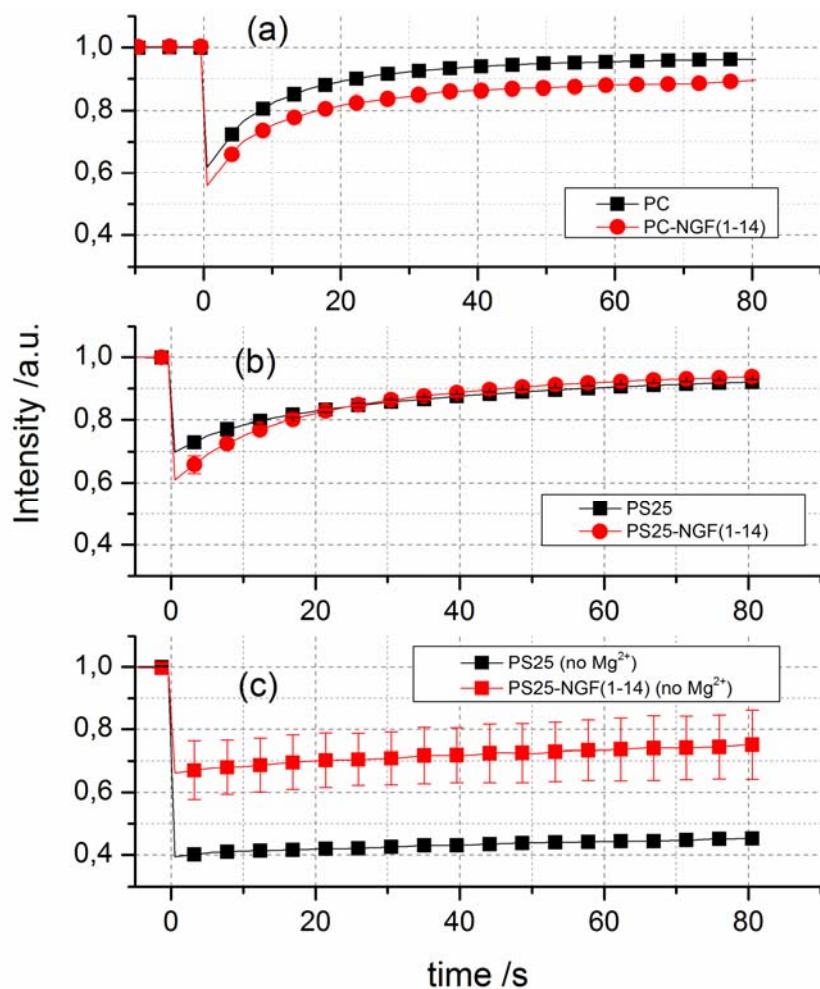 (a)
1,0
0,8
0,6
0,4
PC
PC-NGF(1-14)
0 20 40 60 80
(b)
1,0
0,8
0,6
0,4
PS25
PS25-NGF(1-14)
0 20 40 60 80
Intensity /a.u.
(c)
1,0
0,8
0,6
0,4
PS25 (no Mg²⁺)
PS25-NGF(1-14) (no Mg²⁺)
0 20 40 60 80
time /s